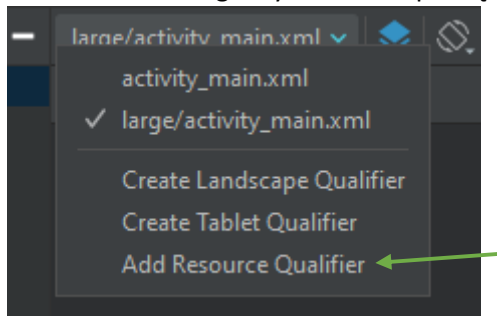 large/activity_main.xml
activity_main.xml
large/activity_main.xml
Create Landscape Qualifier
Create Tablet Qualifier
Add Resource Qualifier